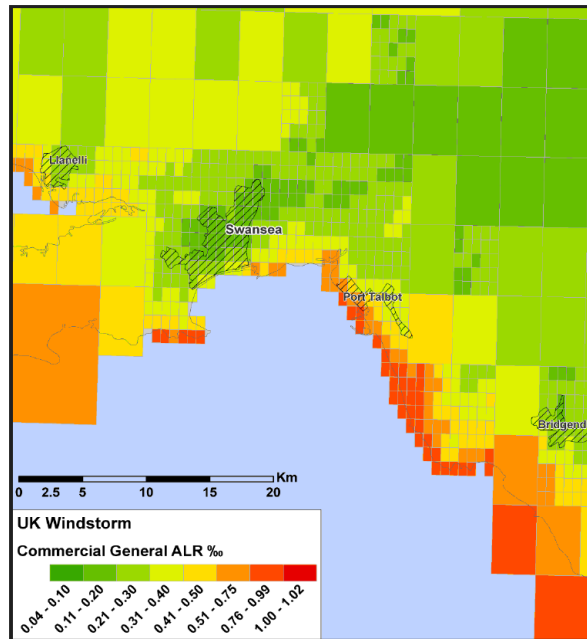 Llanelli
Swansea
Port Talbot
Bridgend
Km
0 2.5 5 10 15 20
UK Windstorm
Commercial General ALR ‰
0.04 - 0.10
0.11 - 0.20
0.21 - 0.30
0.31 - 0.40
0.41 - 0.50
0.51 - 0.75
0.76 - 0.99
1.00 - 1.02